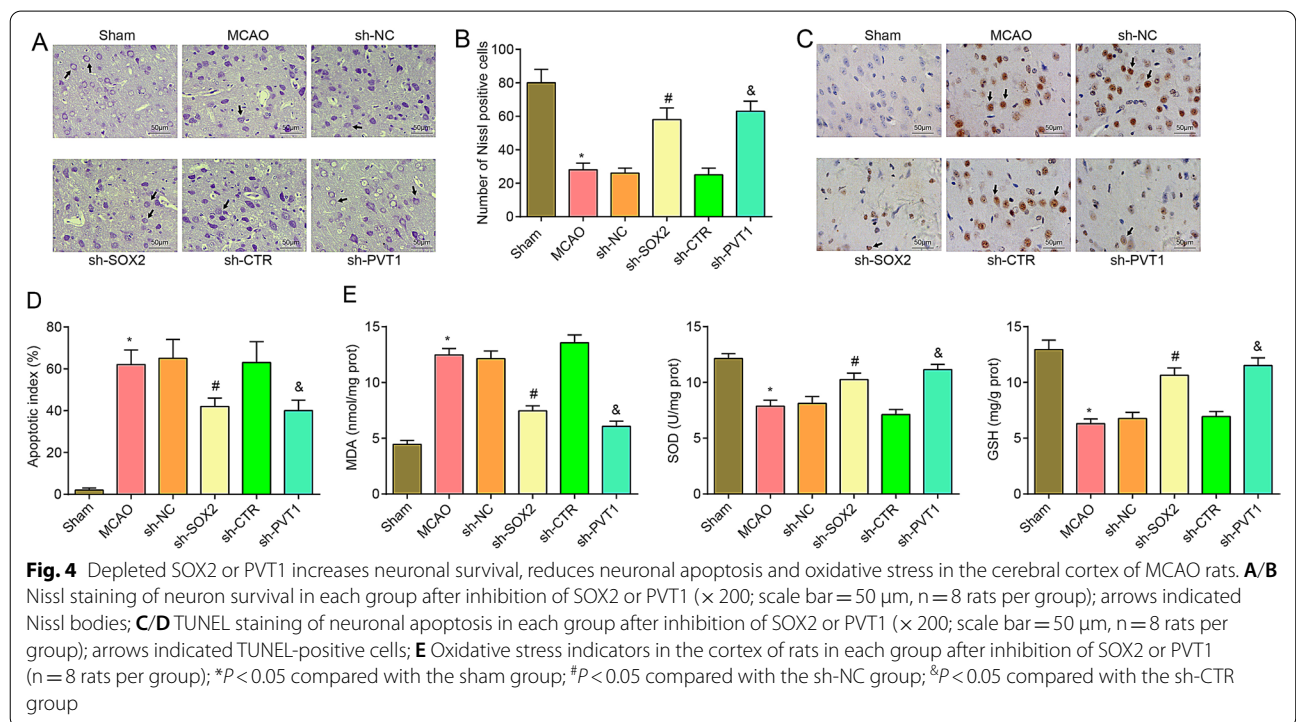 A
Sham
MCAO
sh-NC
50µm
50µm
50µm
50µm
50µm
50µm
sh-SOX2
sh-CTR
sh-PVT1
B
Number of Nissl positive cells
100
80
60
40
20
0
*
#
&
Sham
MCAO
sh-NC
sh-SOX2
sh-CTR
sh-PVT1
C
Sham
MCAO
sh-NC
50µm
50µm
50µm
50µm
50µm
50µm
sh-SOX2
sh-CTR
sh-PVT1
D
Apoptotic index (%)
80
60
40
20
0
*
#
&
Sham
MCAO
sh-NC
sh-SOX2
sh-CTR
sh-PVT1
E
MDA (nmol/mg prot)
15
10
5
0
*
#
&
Sham
MCAO
sh-NC
sh-SOX2
sh-CTR
sh-PVT1
SOD (U/mg prot)
15
10
5
0
*
#
&
Sham
MCAO
sh-NC
sh-SOX2
sh-CTR
sh-PVT1
GSH (mg/g prot)
15
10
5
0
*
#
&
Sham
MCAO
sh-NC
sh-SOX2
sh-CTR
sh-PVT1
Fig. 4 Depleted SOX2 or PVT1 increases neuronal survival, reduces neuronal apoptosis and oxidative stress in the cerebral cortex of MCAO rats. A/B
Nissl staining of neuron survival in each group after inhibition of SOX2 or PVT1 (× 200; scale bar = 50 µm, n = 8 rats per group); arrows indicated
Nissl bodies; C/D TUNEL staining of neuronal apoptosis in each group after inhibition of SOX2 or PVT1 (× 200; scale bar = 50 µm, n = 8 rats per
group); arrows indicated TUNEL-positive cells; E Oxidative stress indicators in the cortex of rats in each group after inhibition of SOX2 or PVT1
(n = 8 rats per group); *P < 0.05 compared with the sham group; #P < 0.05 compared with the sh-NC group; &P < 0.05 compared with the sh-CTR
group